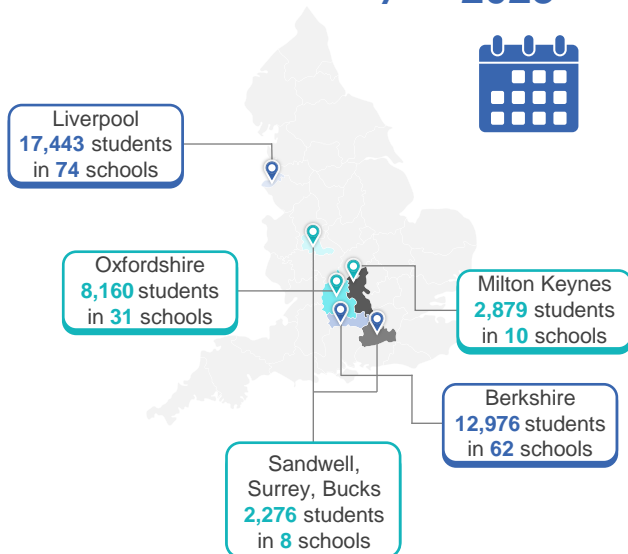 2023
Liverpool
17,443 students
in 74 schools
Oxfordshire
8,160 students
in 31 schools
Milton Keynes
2,879 students
in 10 schools
Berkshire
12,976 students
in 62 schools
Sandwell,
Surrey, Bucks
2,276 students
in 8 schools